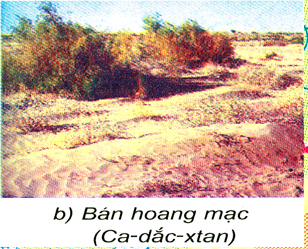 b) Bán hoang mạc
(Ca-dắc-xtan)